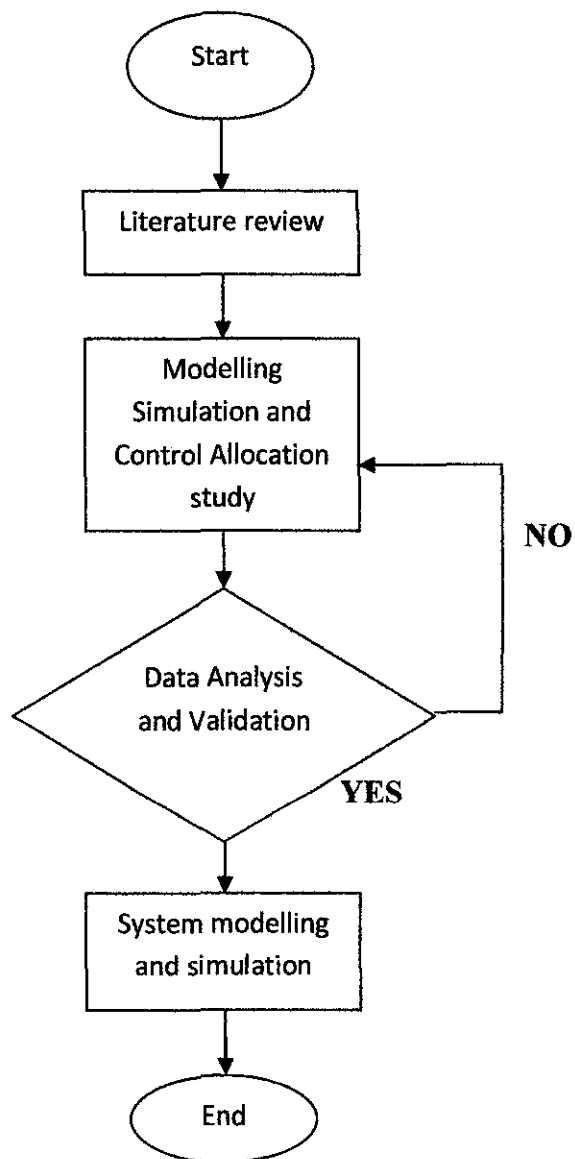 Start
Literature review
Modelling
Simulation and
Control Allocation
study
NO
Data Analysis
and Validation
YES
System modelling
and simulation
End